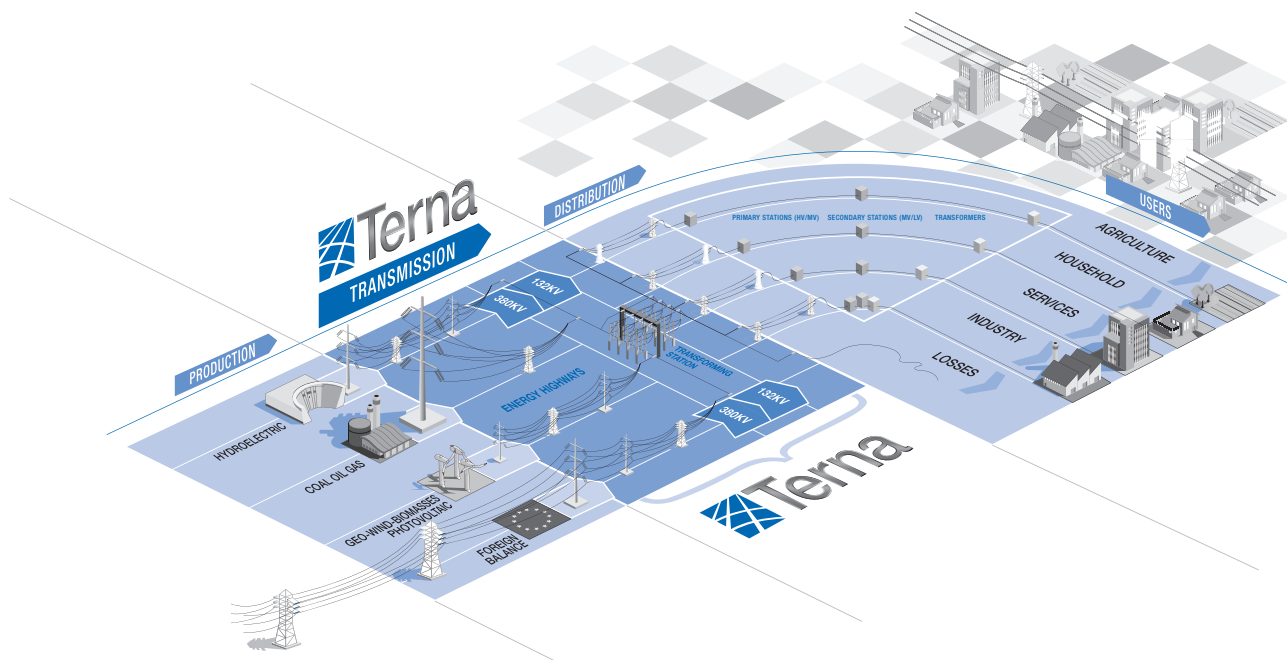 Terna
TRANSMISSION
PRODUCTION
DISTRIBUTION
USERS
PRIMARY STATIONS (HV/MV)
SECONDARY STATIONS (MV/LV)
TRANSFORMERS
AGRICULTURE
HOUSEHOLD
SERVICES
INDUSTRY
LOSSES
132KV
380KV
ENERGY HIGHWAYS
TRANSFORMING
STATION
132KV
380KV
HYDROELECTRIC
COAL OIL GAS
GEO-WIND-BIOMASSES
PHOTOVOLTAIC
FOREIGN
BALANCE
Terna